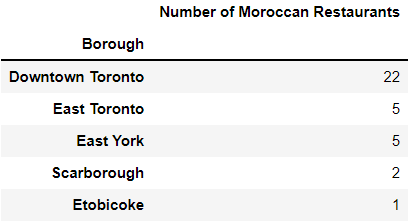 Number of Moroccan Restaurants
Borough
Downtown Toronto 22
East Toronto 5
East York 5
Scarborough 2
Etobicoke 1